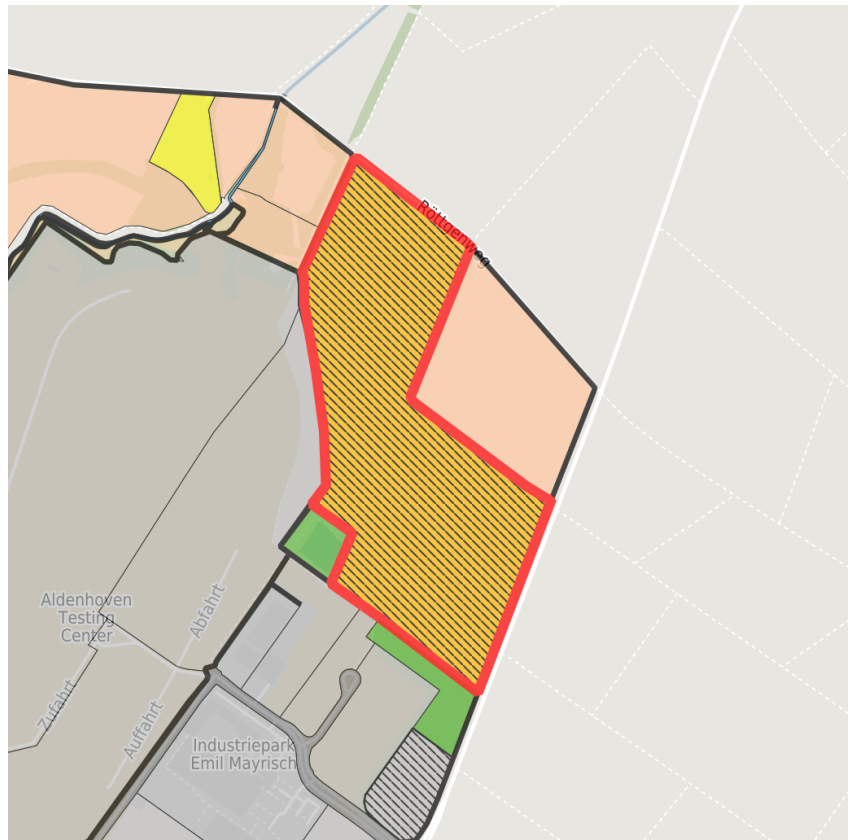 Röttgenweg
Aldenhoven
Testing
Center
Abfahrt
Zufahrt
Auffahrt
Industriepark
Emil Mayrisch